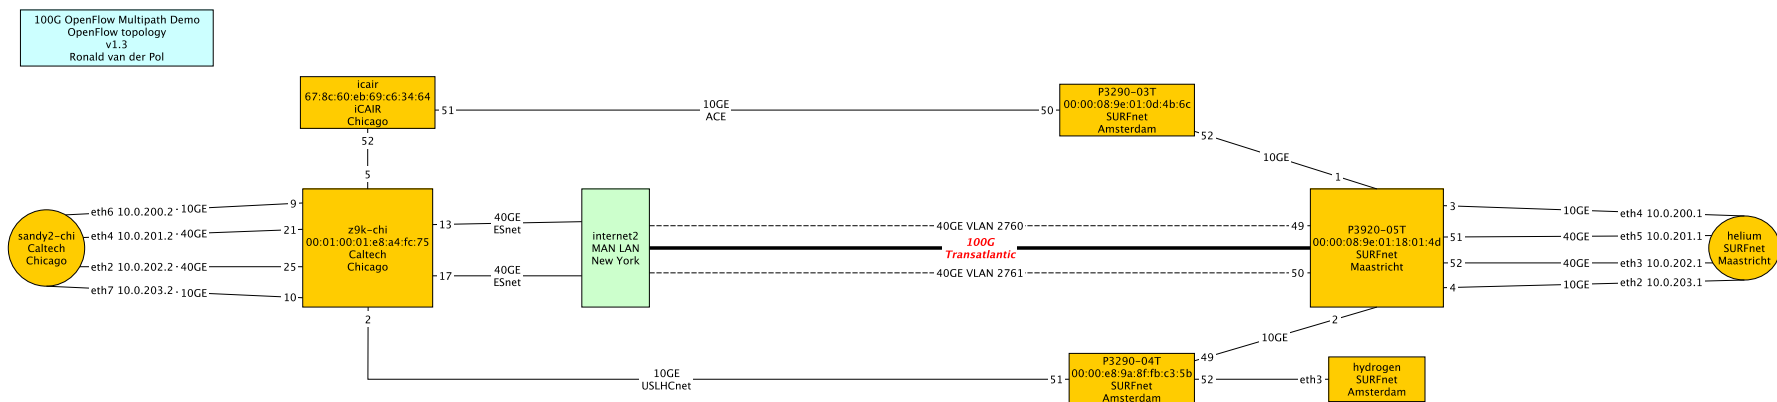 100G OpenFlow Multipath Demo
OpenFlow topology
v1.3
Ronald van der Pol
icair
67:8c:60:eb:69:c6:34:64
iCAIR
Chicago
51
10GE
ACE
50
P3290-03T
00:00:08:9e:01:0d:4b:6c
SURFnet
Amsterdam
52
52
10GE
5
1
sandy2-chi
Caltech
Chicago
eth6 10.0.200.2
10GE
9
eth4 10.0.201.2
40GE
21
eth2 10.0.202.2
40GE
25
eth7 10.0.203.2
10GE
10
z9k-chi
00:01:00:01:e8:a4:fc:75
Caltech
Chicago
13
40GE
ESnet
17
40GE
ESnet
internet2
MAN LAN
New York
40GE VLAN 2760
49
100G
Transatlantic
40GE VLAN 2761
50
P3920-05T
00:00:08:9e:01:18:01:4d
SURFnet
Maastricht
3
10GE
eth4 10.0.200.1
51
40GE
eth5 10.0.201.1
52
40GE
eth3 10.0.202.1
4
10GE
eth2 10.0.203.1
helium
SURFnet
Maastricht
2
2
10GE
10GE
USLHCnet
51
P3290-04T
00:00:e8:9a:8f:fb:c3:5b
SURFnet
Amsterdam
49
52
eth3
hydrogen
SURFnet
Amsterdam